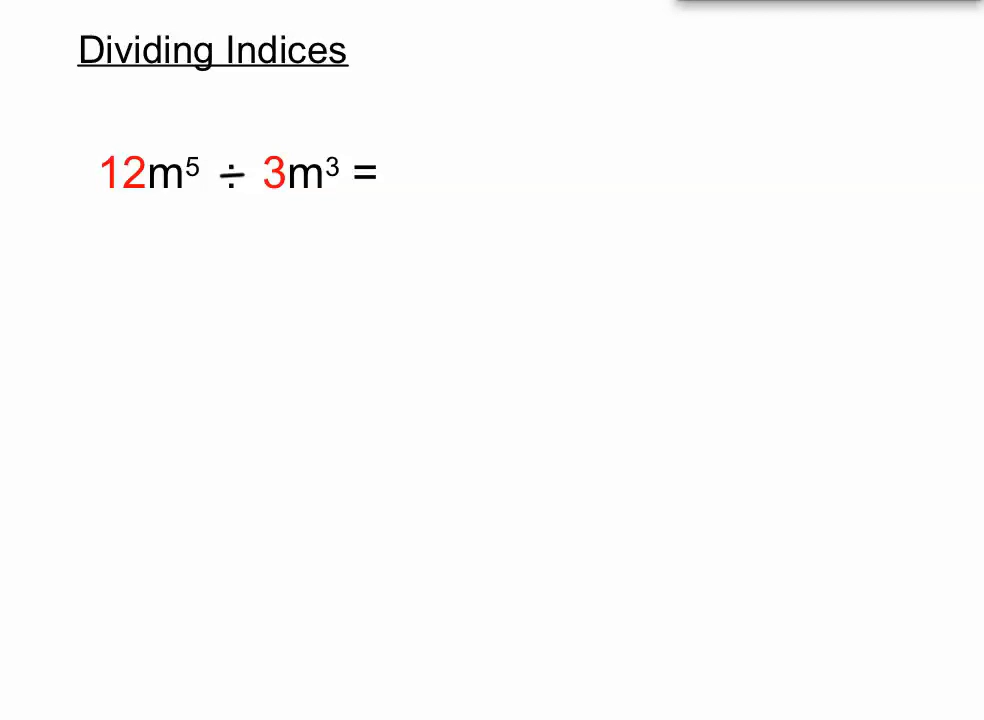 Dividing Indices
12m⁵ ÷ 3m³ =